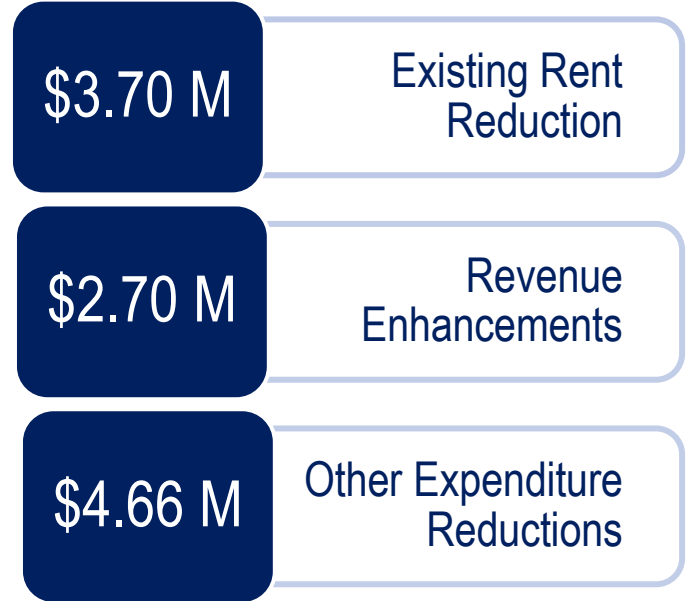 $3.70 M
Existing Rent
Reduction
$2.70 M
Revenue
Enhancements
$4.66 M
Other Expenditure
Reductions